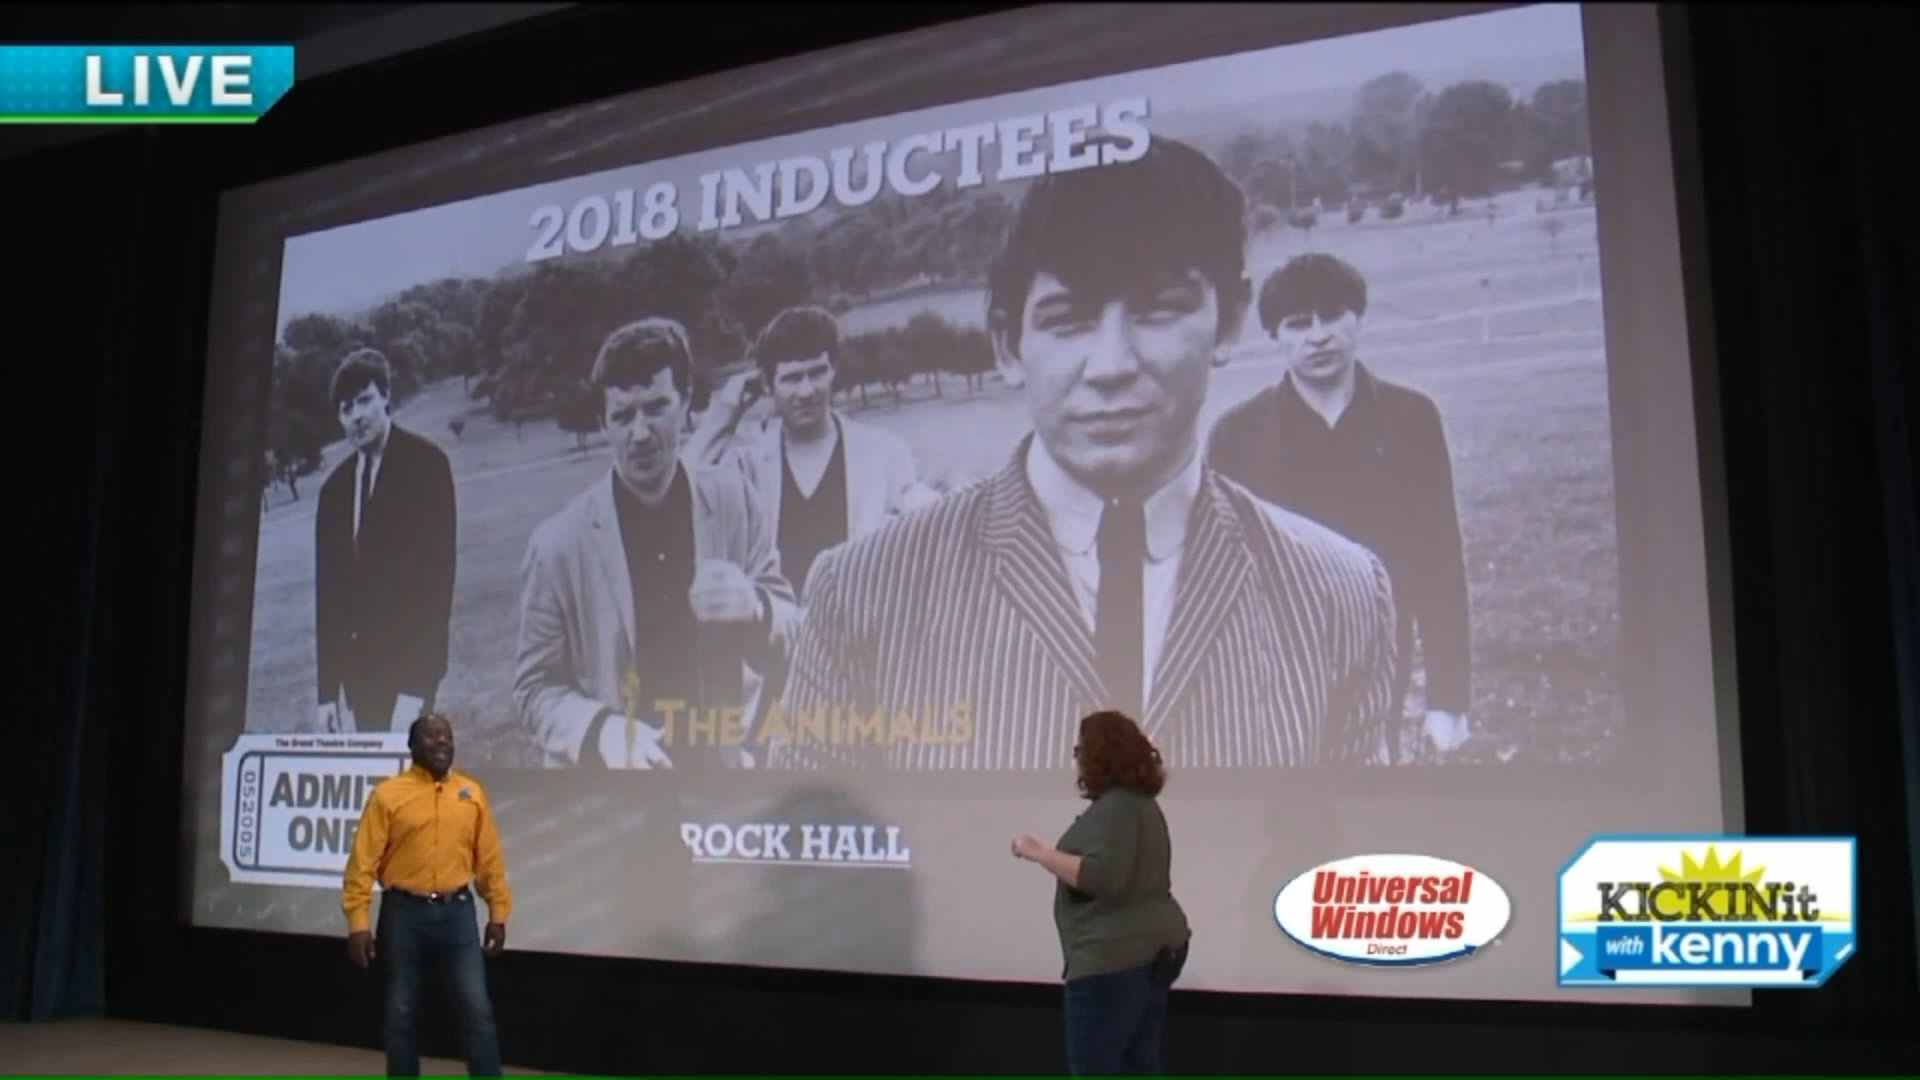 LIVE
2018 INDUCTEES
THE ANIMALS
The Grand Theatre Company
052005
ADMIT
ONE
ROCK HALL
Universal
Windows
Direct
KICKINit
with kenny